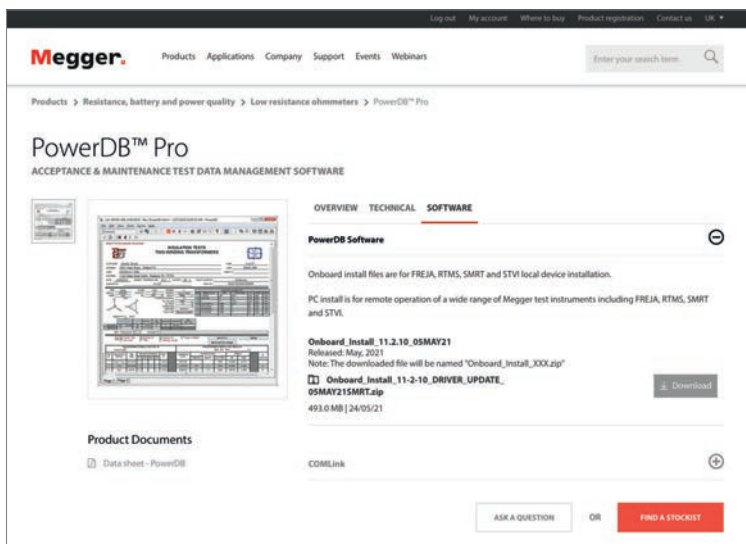 Log out My account Where to buy Product registration Contact us UK
Megger.
Products Applications Company Support Events Webinars
Enter your search term
Products > Resistance, battery and power quality > Low resistance ohmmeters > PowerDB™ Pro
PowerDB™ Pro
ACCEPTANCE & MAINTENANCE TEST DATA MANAGEMENT SOFTWARE
OVERVIEW TECHNICAL SOFTWARE
INSULATION TESTS
TWO-WINDING TRANSFORMERS
PowerDB Software
Onboard install files are for FREJA, RTMS, SMRT and STVI local device installation.
PC install is for remote operation of a wide range of Megger test instruments including FREJA, RTMS, SMRT
and STVI.
Onboard_Install_11.2.10_05MAY21
Released: May, 2021
Note: The downloaded file will be named "Onboard_Install_XXX.zip"
Onboard_Install_11-2-10_DRIVER_UPDATE_
05MAY21SMRT.zip
Download
493.0 MB | 24/05/21
Product Documents
Data sheet - PowerDB
COMLink
ASK A QUESTION OR FIND A STOCKIST